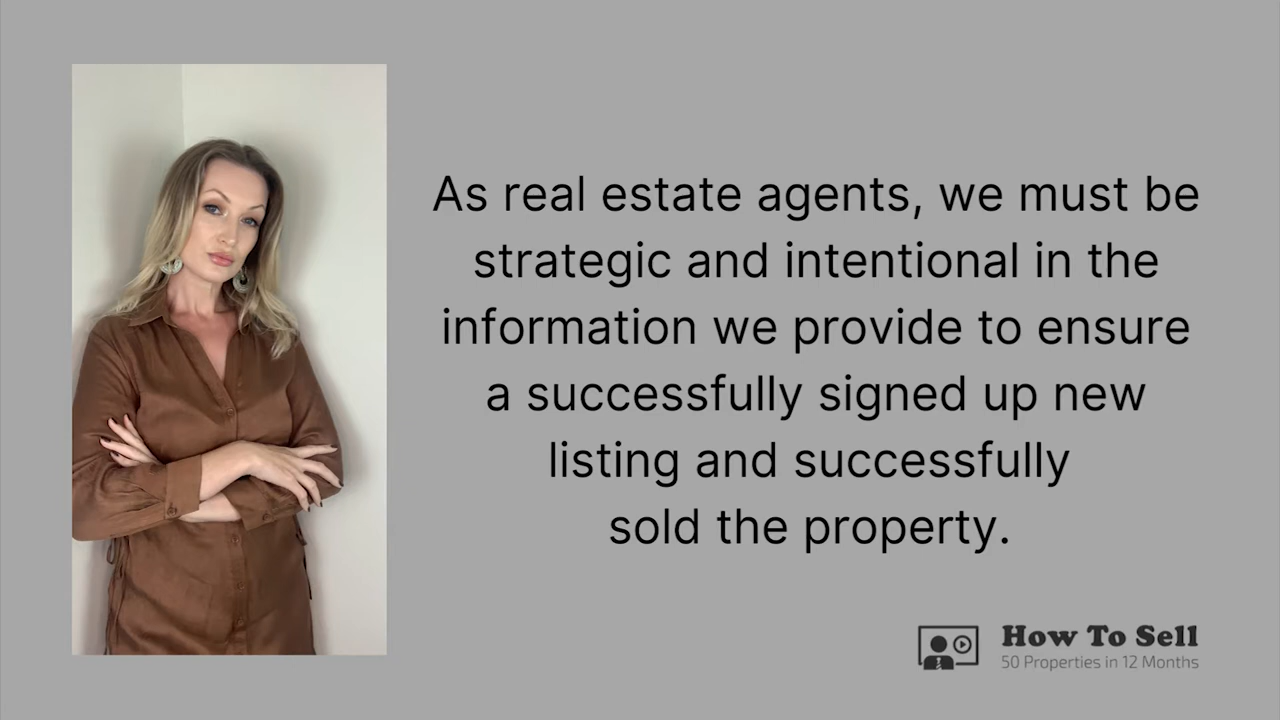 As real estate agents, we must be
strategic and intentional in the
information we provide to ensure
a successfully signed up new
listing and successfully
sold the property.
How To Sell
50 Properties in 12 Months